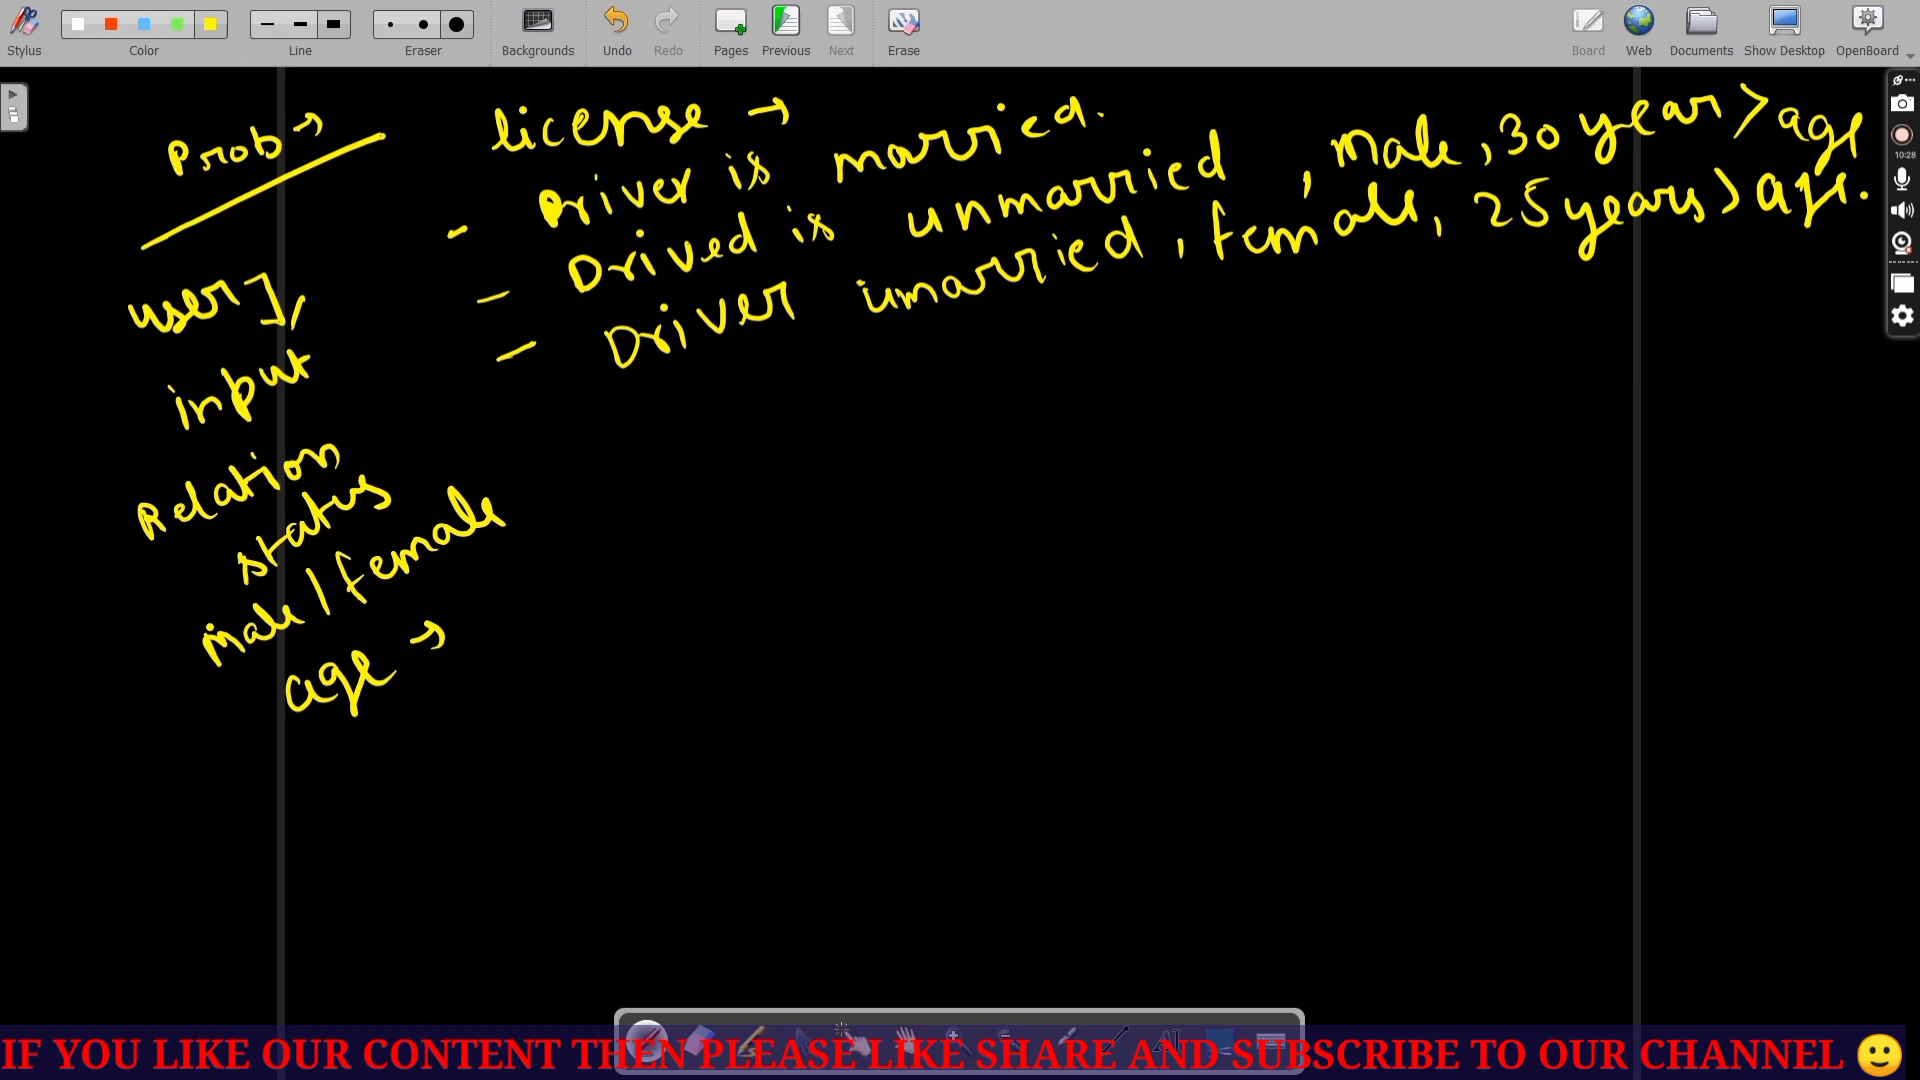 Stylus Color Line Eraser Backgrounds Undo Redo Pages Previous Next Erase Board Web Documents Show Desktop OpenBoard
10:28
Prob →
license →
- Driver is married.
- Drived is unmarried, male, 30 year > age
- Driver unmarried, female, 25 years > age.
user],
input
Relation
status
male / female
age →
IF YOU LIKE OUR CONTENT THEN PLEASE LIKE SHARE AND SUBSCRIBE TO OUR CHANNEL 🙂